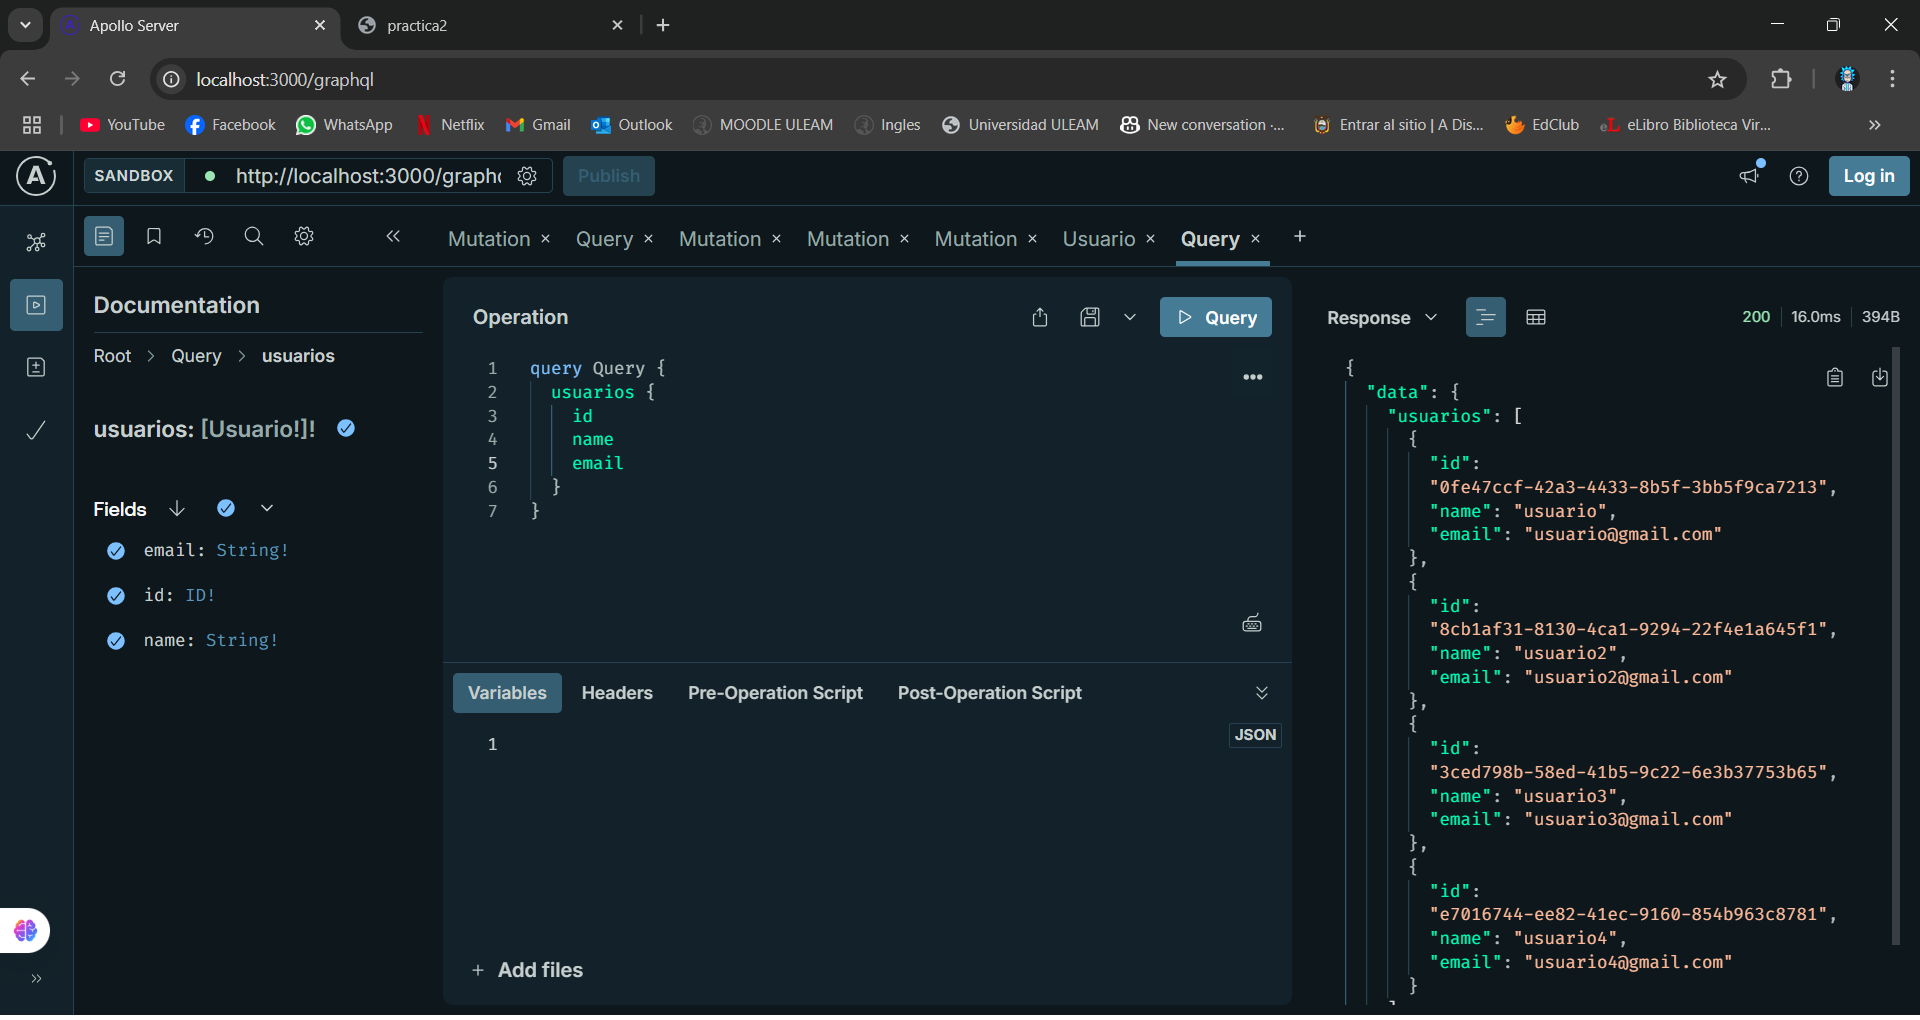 Apollo Server
practica2
localhost:3000/graphql
YouTube
Facebook
WhatsApp
Netflix
Gmail
Outlook
MOODLE ULEAM
Ingles
Universidad ULEAM
New conversation ·...
Entrar al sitio | A Dis...
EdClub
eLibro Biblioteca Vir...
SANDBOX
http://localhost:3000/graph
Publish
Log in
Mutation
Query
Mutation
Mutation
Mutation
Usuario
Query
Documentation
Root > Query > usuarios
usuarios: [Usuario!]!
Fields
email: String!
id: ID!
name: String!
Operation
Query
1 query Query {
2 usuarios {
3 id
4 name
5 email
6 }
7 }
Variables
Headers
Pre-Operation Script
Post-Operation Script
1
JSON
+ Add files
Response
200
16.0ms
394B
{
"data": {
"usuarios": [
{
"id":
"0fe47ccf-42a3-4433-8b5f-3bb5f9ca7213",
"name": "usuario",
"email": "usuario@gmail.com"
},
{
"id":
"8cb1af31-8130-4ca1-9294-22f4e1a645f1",
"name": "usuario2",
"email": "usuario2@gmail.com"
},
{
"id":
"3ced798b-58ed-41b5-9c22-6e3b37753b65",
"name": "usuario3",
"email": "usuario3@gmail.com"
},
{
"id":
"e7016744-ee82-41ec-9160-854b963c8781",
"name": "usuario4",
"email": "usuario4@gmail.com"
}